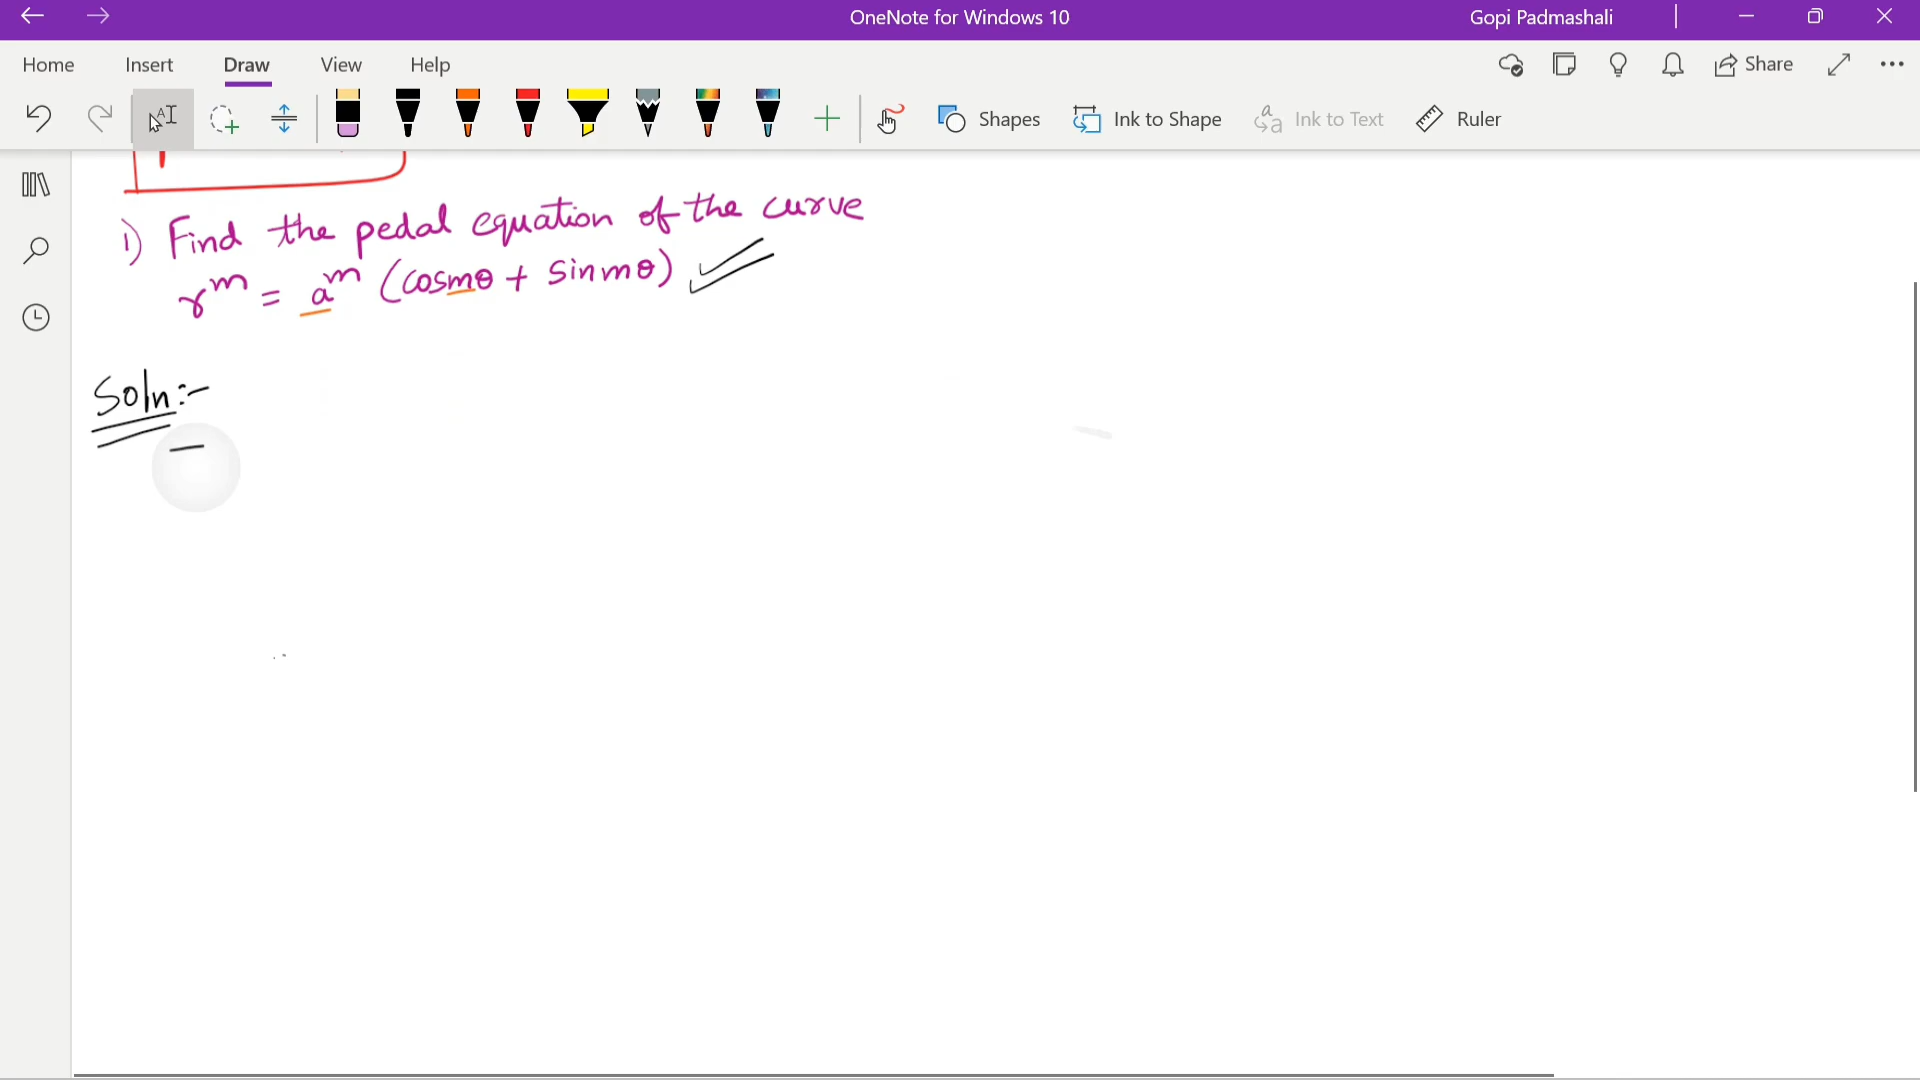 OneNote for Windows 10
Gopi Padmashali
Home Insert Draw View Help
Share
Shapes Ink to Shape Ink to Text Ruler
1) Find the pedal equation of the curve
r^m = a^m (cosmθ + sinmθ)
Soln:-